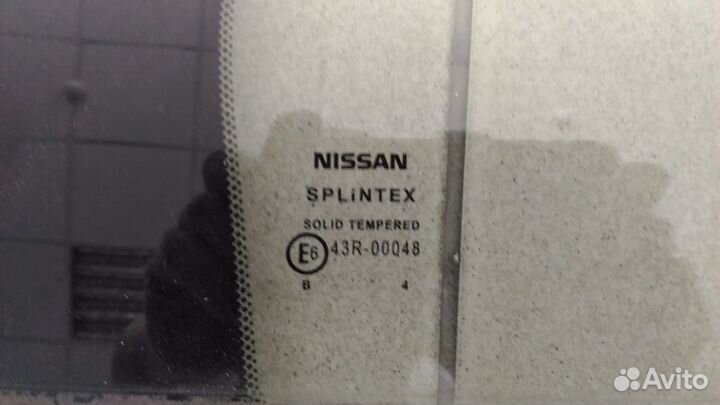 NISSAN
SPLiNTEX
SOLID TEMPERED
E6 43R-00048
B 4
Avito